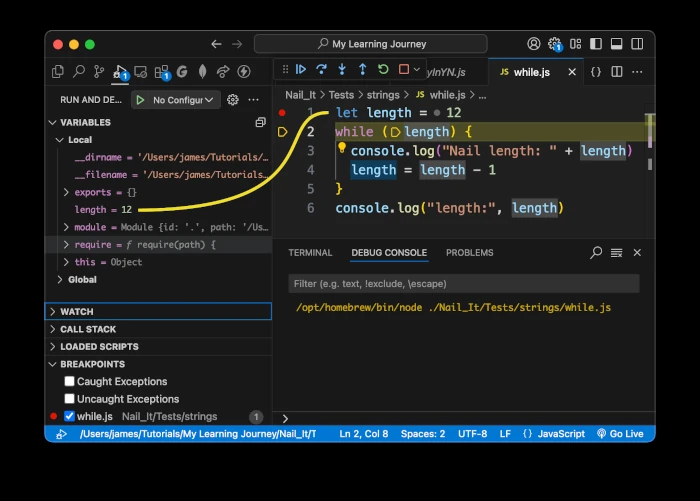 My Learning Journey
RUN AND DE...
No Configur
yInYN.js
JS while.js
Nail_It > Tests > strings > JS while.js > ...
VARIABLES
Local
__dirname = '/Users/james/Tutorials/...
__filename = '/Users/james/Tutorials...
exports = {}
length = 12
module = Module {id: '.', path: '/Us...
require = ƒ require(path) {
this = Object
Global
WATCH
CALL STACK
LOADED SCRIPTS
BREAKPOINTS
Caught Exceptions
Uncaught Exceptions
while.js Nail_It/Tests/strings 1
1 let length = 12
2 while (length) {
3 console.log("Nail length: " + length)
4 length = length - 1
5 }
6 console.log("length:", length)
TERMINAL DEBUG CONSOLE PROBLEMS
Filter (e.g. text, !exclude, \escape)
/opt/homebrew/bin/node ./Nail_It/Tests/strings/while.js
/Users/james/Tutorials/My Learning Journey/Nail_It/T Ln 2, Col 8 Spaces: 2 UTF-8 LF {} JavaScript Go Live